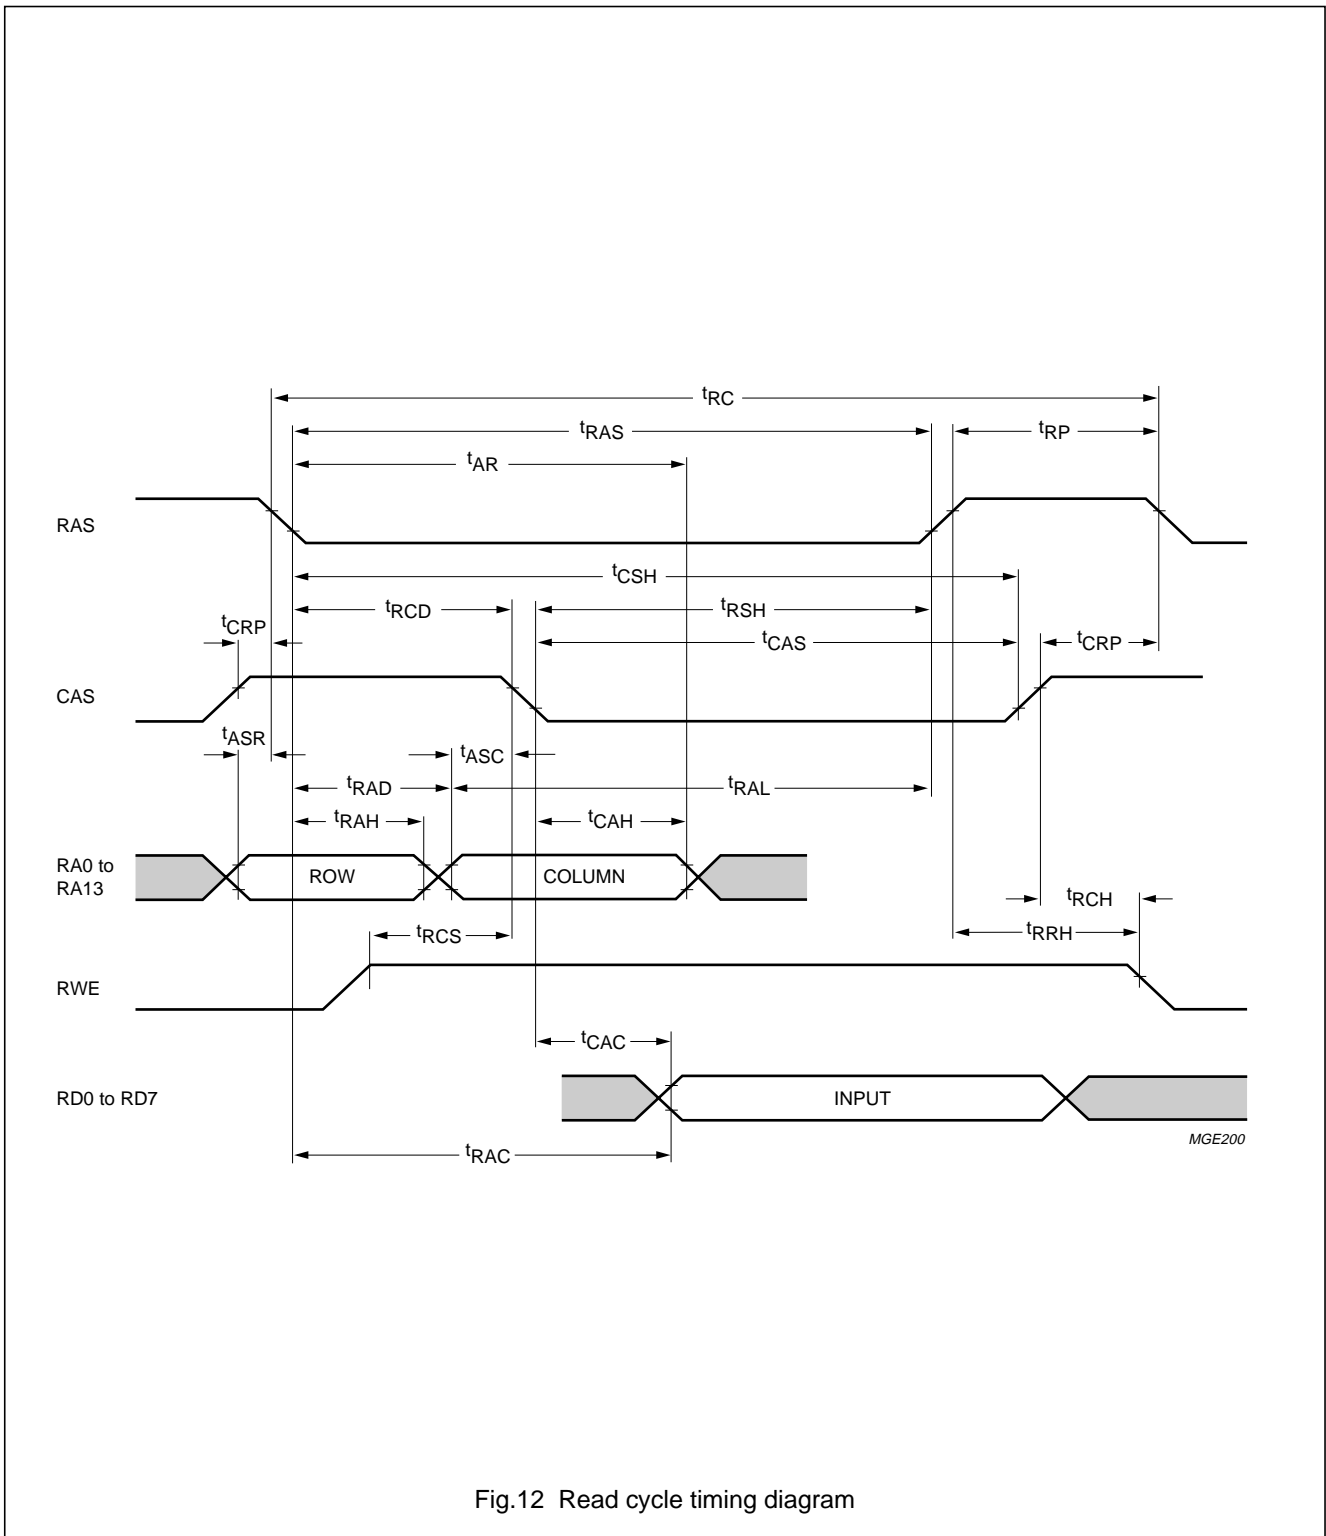 tRC
tRAS
tRP
tAR
RAS
tCSH
tRCD
tRSH
tCRP
tCAS
tCRP
CAS
tASR
tASC
tRAD
tRAL
tRAH
tCAH
RA0 to
RA13
ROW
COLUMN
tRCH
tRCS
tRRH
RWE
tCAC
RD0 to RD7
INPUT
MGE200
tRAC
Fig.12 Read cycle timing diagram